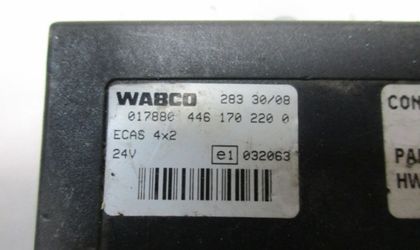 WABCO 283 30/08
017880 446 170 220 0
ECAS 4x2
24V e1 032063
CON
PA
HW